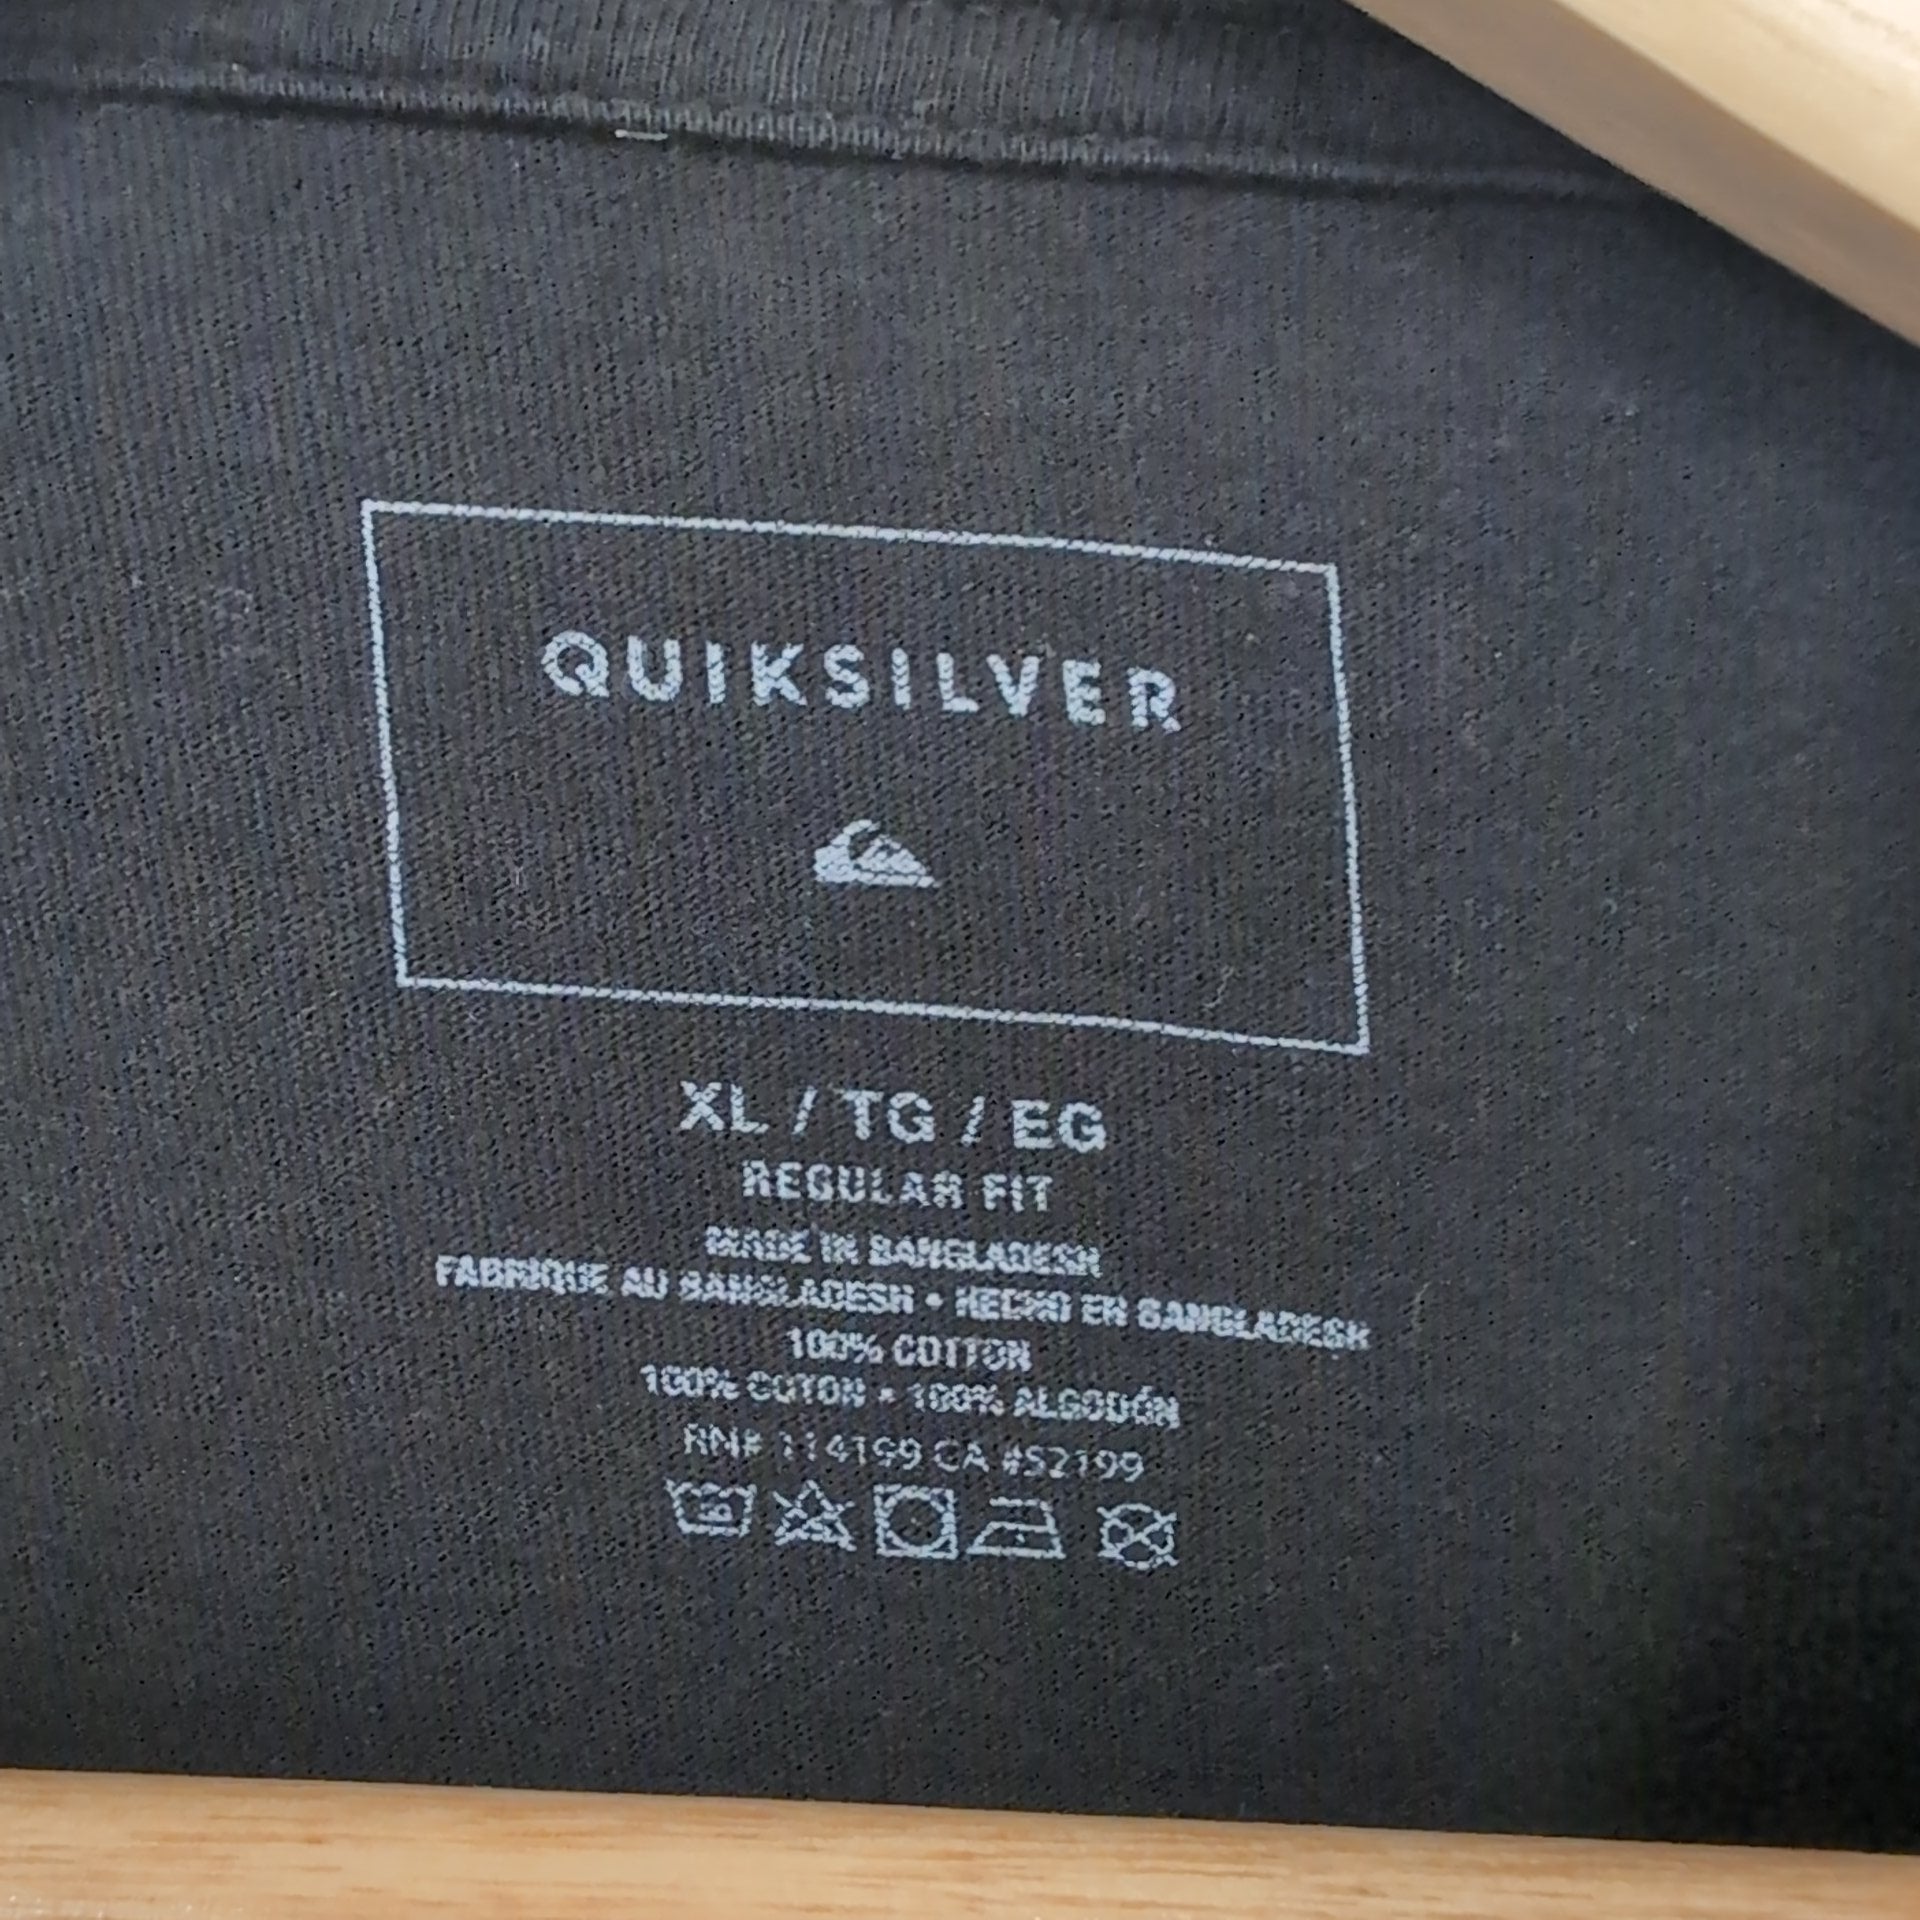 QUIKSILVER
XL / TG / EG
REGULAR FIT
MADE IN BANGLADESH
FABRIQUE AU BANGLADESH • HECHO EN BANGLADESH
100% COTTON
100% COTON • 100% ALGODÓN
RN# 114199 CA #52199